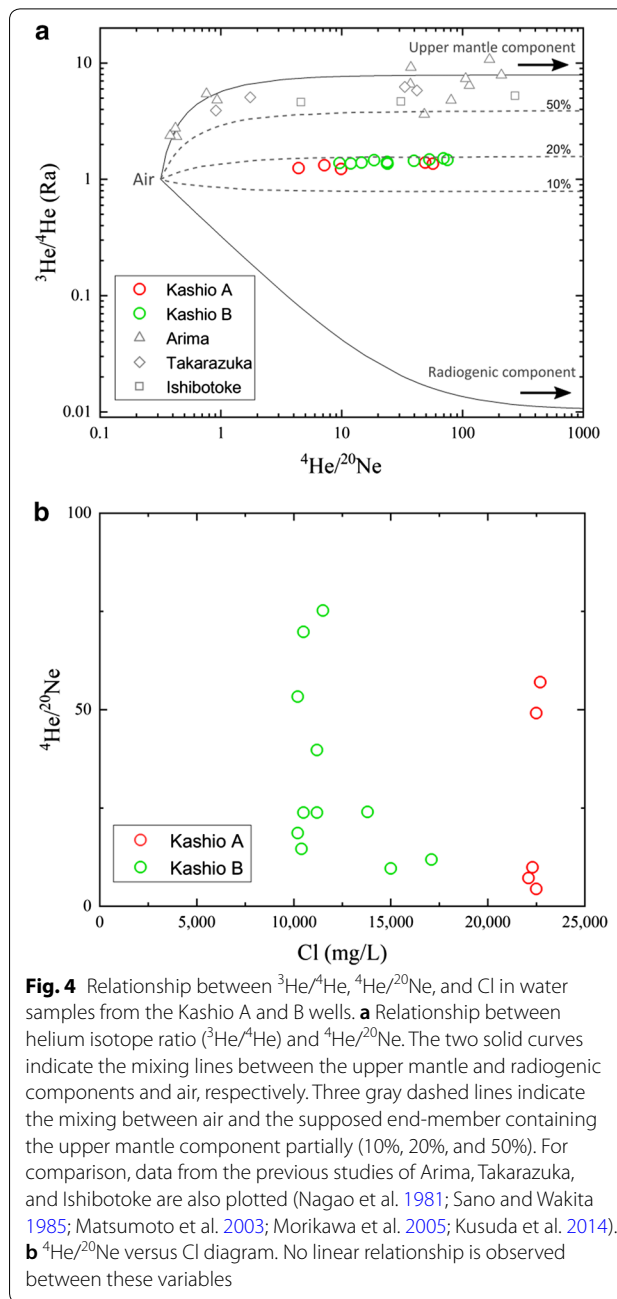 a
10
1
0.1
0.01
³He/⁴He (Ra)
Upper mantle component
50%
20%
10%
Air
Kashio A
Kashio B
Arima
Takarazuka
Ishibotoke
Radiogenic component
0.1 1 10 100 1000
⁴He/²⁰Ne
b
100
50
0
⁴He/²⁰Ne
Kashio A
Kashio B
0 5,000 10,000 15,000 20,000 25,000
Cl (mg/L)
Fig. 4 Relationship between ³He/⁴He, ⁴He/²⁰Ne, and Cl in water
samples from the Kashio A and B wells. a Relationship between
helium isotope ratio (³He/⁴He) and ⁴He/²⁰Ne. The two solid curves
indicate the mixing lines between the upper mantle and radiogenic
components and air, respectively. Three gray dashed lines indicate
the mixing between air and the supposed end-member containing
the upper mantle component partially (10%, 20%, and 50%). For
comparison, data from the previous studies of Arima, Takarazuka,
and Ishibotoke are also plotted (Nagao et al. 1981; Sano and Wakita
1985; Matsumoto et al. 2003; Morikawa et al. 2005; Kusuda et al. 2014).
b ⁴He/²⁰Ne versus Cl diagram. No linear relationship is observed
between these variables